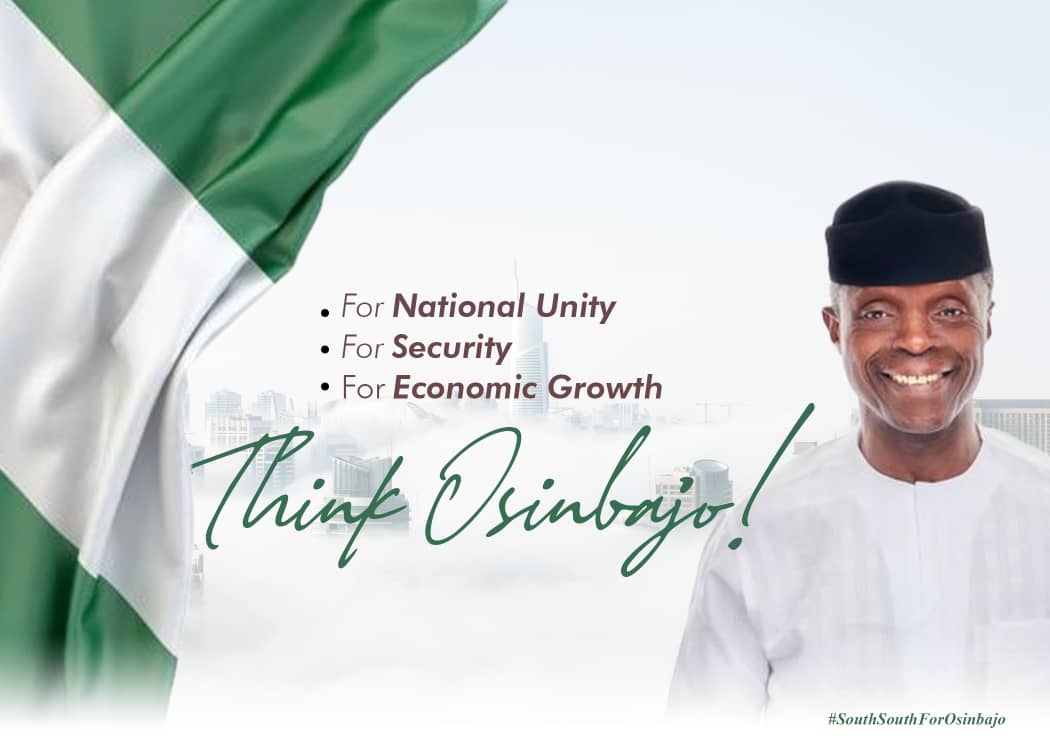 • For National Unity
• For Security
• For Economic Growth
Think Osinbajo!
#SouthSouthForOsinbajo